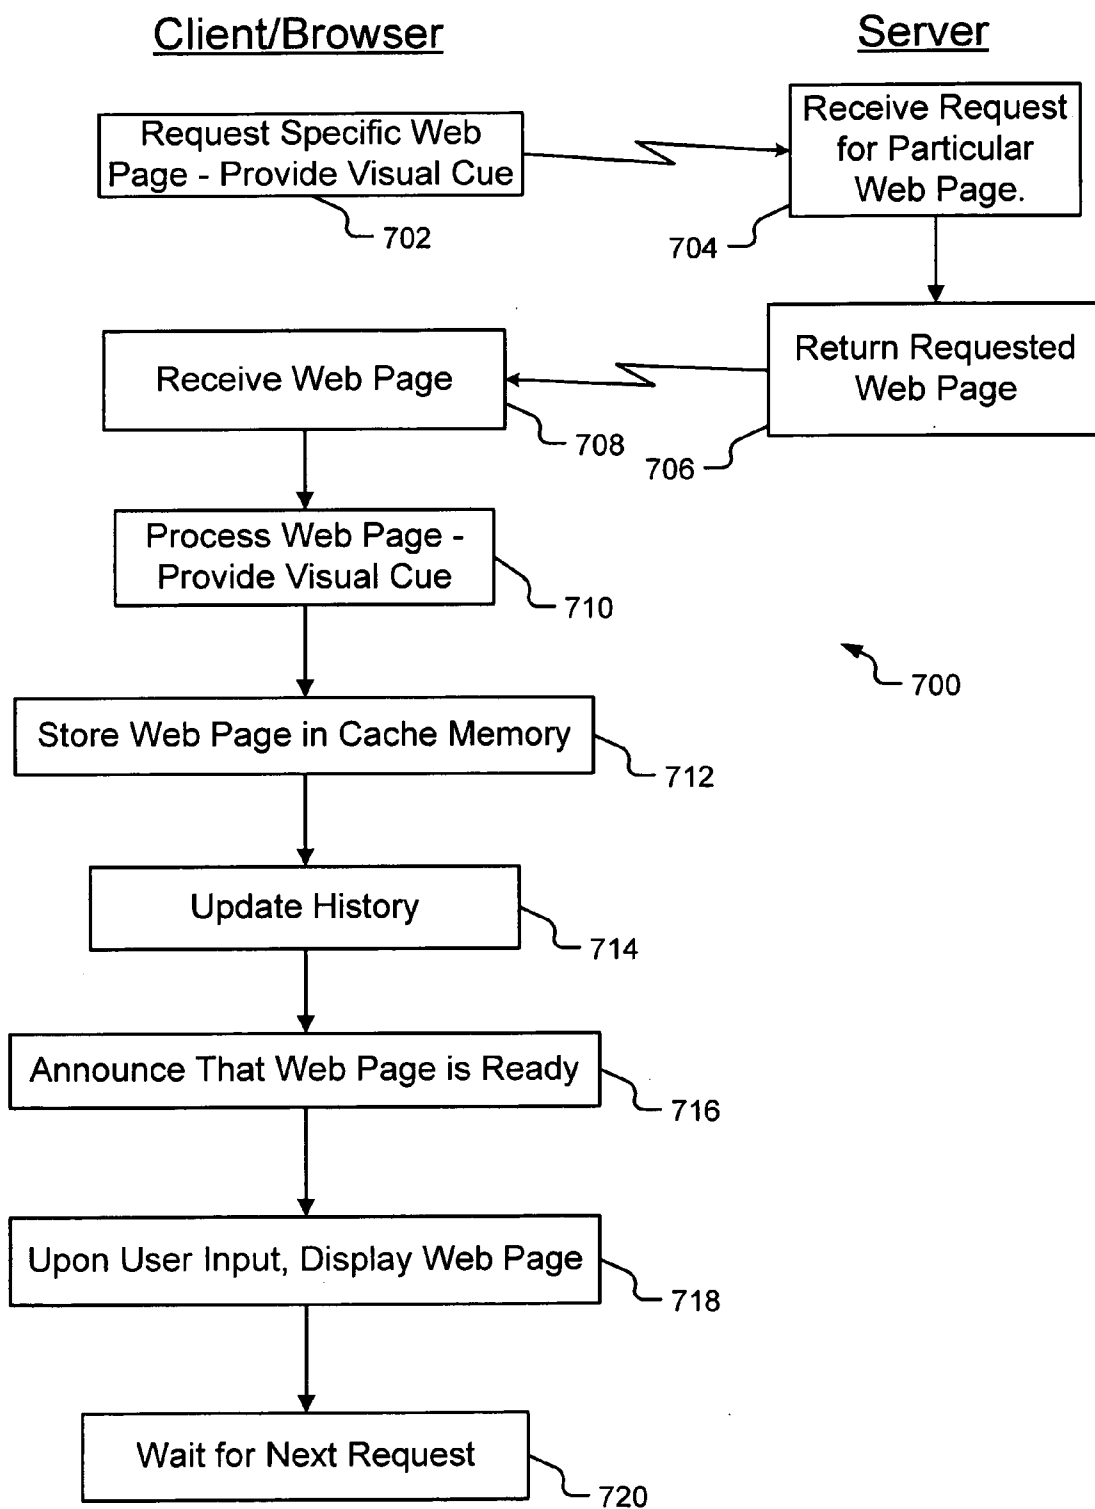 Client/Browser
Server
Request Specific Web
Page - Provide Visual Cue
702
Receive Request
for Particular
Web Page.
704
Return Requested
Web Page
706
Receive Web Page
708
Process Web Page -
Provide Visual Cue
710
700
Store Web Page in Cache Memory
712
Update History
714
Announce That Web Page is Ready
716
Upon User Input, Display Web Page
718
Wait for Next Request
720